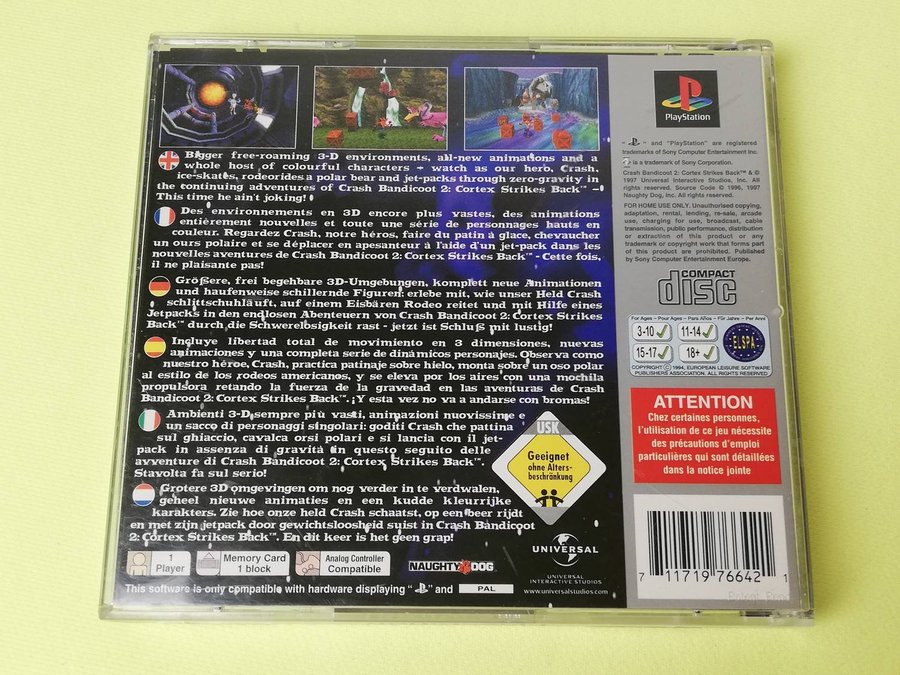 Bigger free-roaming 3-D environments, all-new animations and a
whole host of colourful characters + watch as our hero, Crash,
ice-skates, rodeorides a polar bear and jet-packs through zero-gravity in
the continuing adventures of Crash Bandicoot 2: Cortex Strikes Back™ –
This time he ain't joking!
Des environnements en 3D encore plus vastes, des animations
entièrement nouvelles et toute une série de personnages hauts en
couleur. Regardez Crash, notre héros, faire du patin à glace, chevaucher
un ours polaire et se déplacer en apesanteur à l'aide d'un jet-pack dans les
nouvelles aventures de Crash Bandicoot 2: Cortex Strikes Back™ - Cette fois,
il ne plaisante pas!
Größere, frei begehbare 3D-Umgebungen, komplett neue Animationen
und haufenweise schillernde Figuren: erlebe mit, wie unser Held Crash
schlittschuhläuft, auf einem Eisbären Rodeo reitet und mit Hilfe eines
Jetpacks in den endlosen Abenteuern von Crash Bandicoot 2: Cortex Strikes
Back™ durch die Schwerelosigkeit rast - jetzt ist Schluß mit lustig!
Incluye libertad total de movimiento en 3 dimensiones, nuevas
animaciones y una completa serie de dinámicos personajes. Observa como
nuestro héroe, Crash, practica patinaje sobre hielo, monta sobre un oso polar
al estilo de los rodeos americanos, y se eleva por los aires con una mochila
propulsora retando la fuerza de la gravedad en las aventuras de Crash
Bandicoot 2: Cortex Strikes Back™. ¡Y esta vez no va a andarse con bromas!
Ambienti 3-D sempre più vasti, animazioni nuovissime e
un sacco di personaggi singolari: goditi Crash che pattina
sul ghiaccio, cavalca orsi polari e si lancia con il jet-
pack in assenza di gravità in questo seguito delle
avventure di Crash Bandicoot 2: Cortex Strikes Back™.
Stavolta fa sul serio!
Grotere 3D omgevingen om nog verder in te verdwalen,
geheel nieuwe animaties en een kudde kleurrijke
karakters. Zie hoe onze held Crash schaatst, op een beer rijdt
en met zijn jetpack door gewichtsloosheid suist in Crash Bandicoot
2: Cortex Strikes Back™. En dit keer is het geen grap!
1 Player
Memory Card 1 block
Analog Controller Compatible
NAUGHTY DOG
This software is only compatible with hardware displaying " " and PAL
USK
Geeignet
ohne Alters-
beschränkung
UNIVERSAL
UNIVERSAL
INTERACTIVE STUDIOS
www.universalstudios.com
PlayStation
" " and "PlayStation" are registered
trademarks of Sony Computer Entertainment Inc.
is a trademark of Sony Corporation.
Crash Bandicoot 2: Cortex Strikes Back™ & ©
1997 Universal Interactive Studios, Inc. All
rights reserved. Source Code © 1996, 1997
Naughty Dog, Inc. All rights reserved.
FOR HOME USE ONLY. Unauthorised copying,
adaptation, rental, lending, re-sale, arcade
use, charging for use, broadcast, cable
transmission, public performance, distribution
or extraction of this product or any
trademark or copyright work that forms part
of this product are prohibited. Published
by Sony Computer Entertainment Europe.
COMPACT
disc
For Ages - Pour Ages - Para Años - Für Jahre - Per Anni
3-10 11-14
15-17 18+
ELSPA
COPYRIGHT © 1994, EUROPEAN LEISURE SOFTWARE
PUBLISHERS ASSOCIATION. ALL RIGHTS RESERVED
ATTENTION
Chez certaines personnes,
l'utilisation de ce jeu nécessite
des précautions d'emploi
particulières qui sont détaillées
dans la notice jointe
7 11719 76642 1